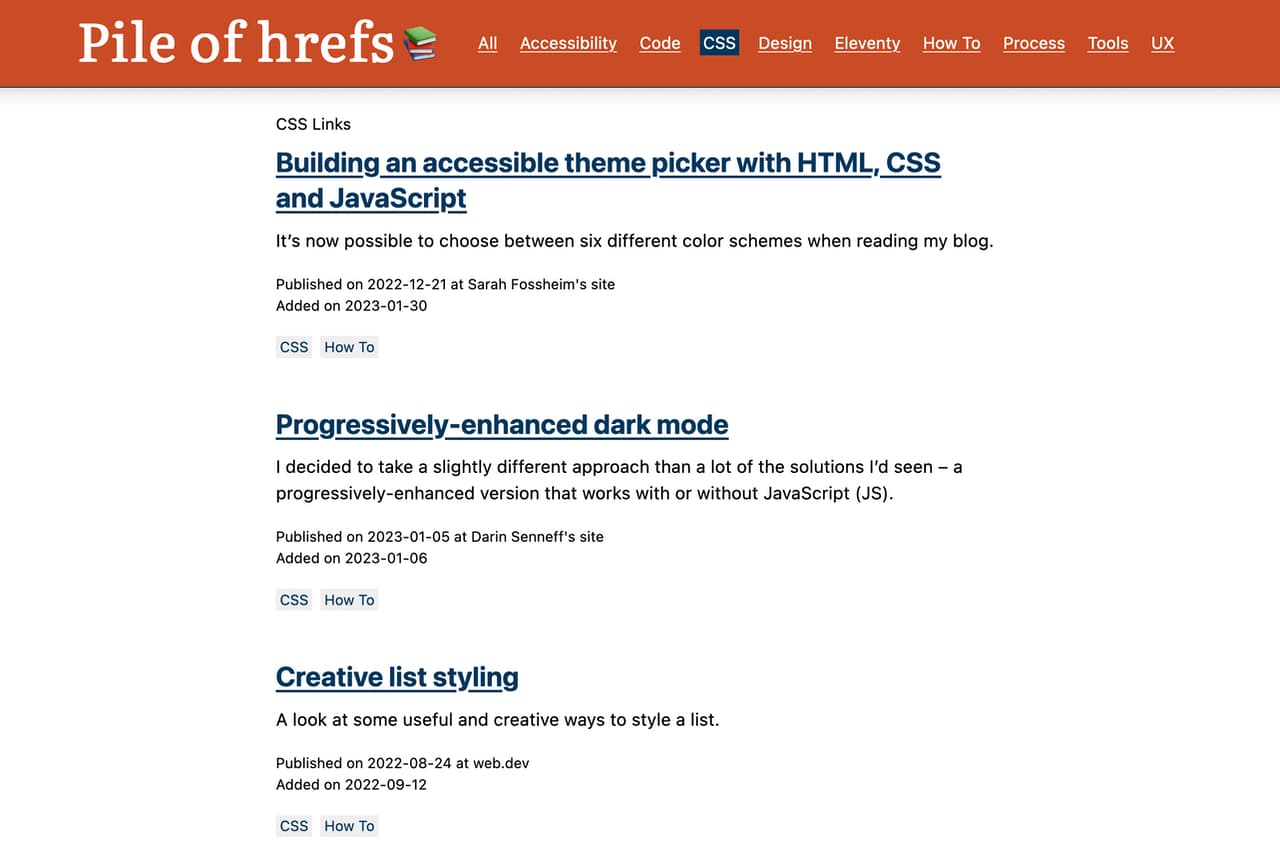 Pile of hrefs📚 All Accessibility Code CSS Design Eleventy How To Process Tools UX
CSS Links
Building an accessible theme picker with HTML, CSS
and JavaScript
It’s now possible to choose between six different color schemes when reading my blog.
Published on 2022-12-21 at Sarah Fossheim's site
Added on 2023-01-30
CSS How To
Progressively-enhanced dark mode
I decided to take a slightly different approach than a lot of the solutions I’d seen – a
progressively-enhanced version that works with or without JavaScript (JS).
Published on 2023-01-05 at Darin Senneff's site
Added on 2023-01-06
CSS How To
Creative list styling
A look at some useful and creative ways to style a list.
Published on 2022-08-24 at web.dev
Added on 2022-09-12
CSS How To